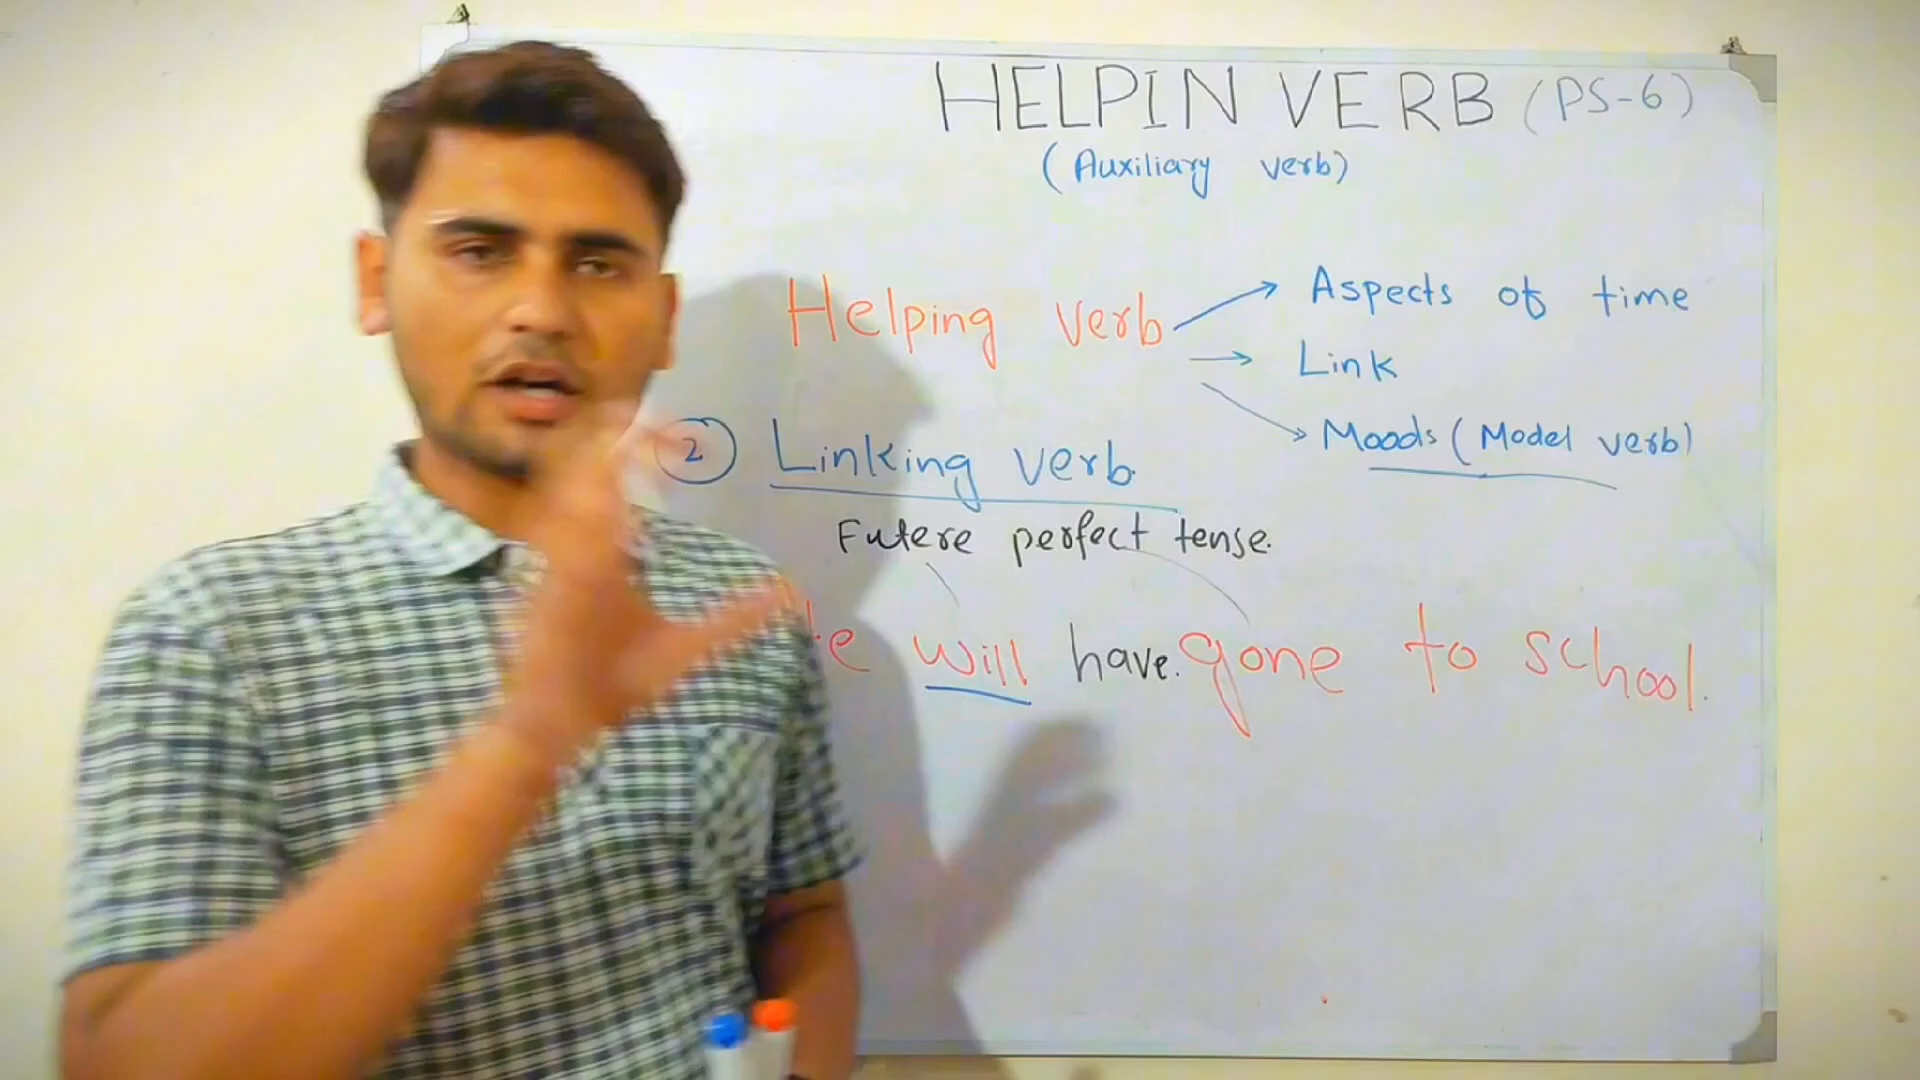 HELPIN VERB (PS-6)
(Auxiliary verb)
Helping verb
Aspects of time
Link
Moods (Model verb)
2 Linking verb.
Futere perfect tense.
He will have. gone to school.